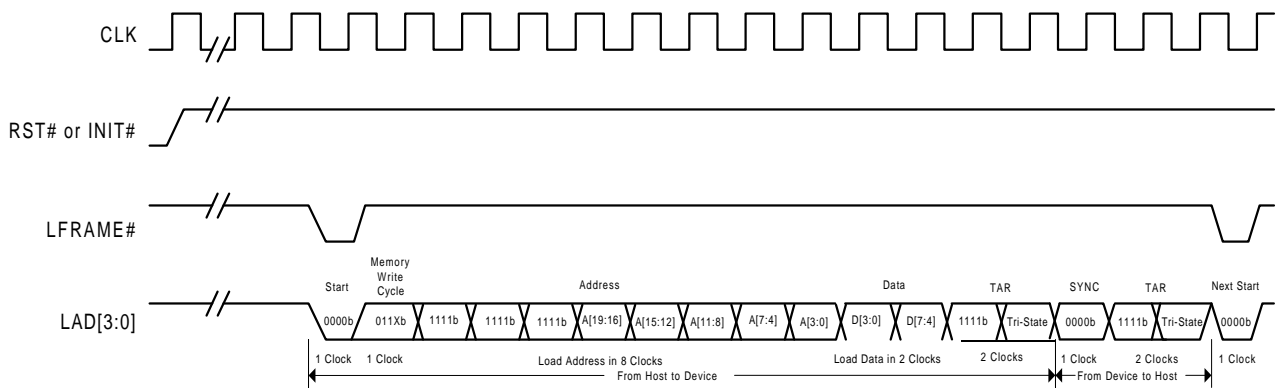 CLK
RST# or INIT#
LFRAME#
Memory
Write
Cycle
Start Address Data TAR SYNC TAR Next Start
LAD[3:0] 0000b 011Xb 1111b 1111b 1111b A[19:16] A[15:12] A[11:8] A[7:4] A[3:0] D[3:0] D[7:4] 1111b Tri-State 0000b 1111b Tri-State 0000b
1 Clock 1 Clock Load Address in 8 Clocks Load Data in 2 Clocks 2 Clocks 1 Clock 2 Clocks 1 Clock
From Host to Device From Device to Host